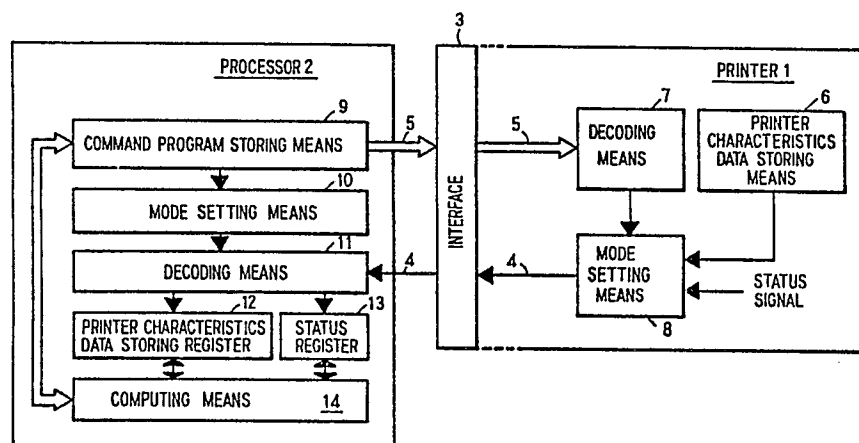 3
PROCESSOR 2
PRINTER 1
9
COMMAND PROGRAM STORING MEANS
5
INTERFACE
5
7
DECODING
MEANS
6
PRINTER
CHARACTERISTICS
DATA STORING
MEANS
10
MODE SETTING MEANS
11
DECODING MEANS
4
4
MODE
SETTING
MEANS
8
STATUS
SIGNAL
12
PRINTER CHARACTERISTICS
DATA STORING REGISTER
13
STATUS
REGISTER
COMPUTING MEANS
14